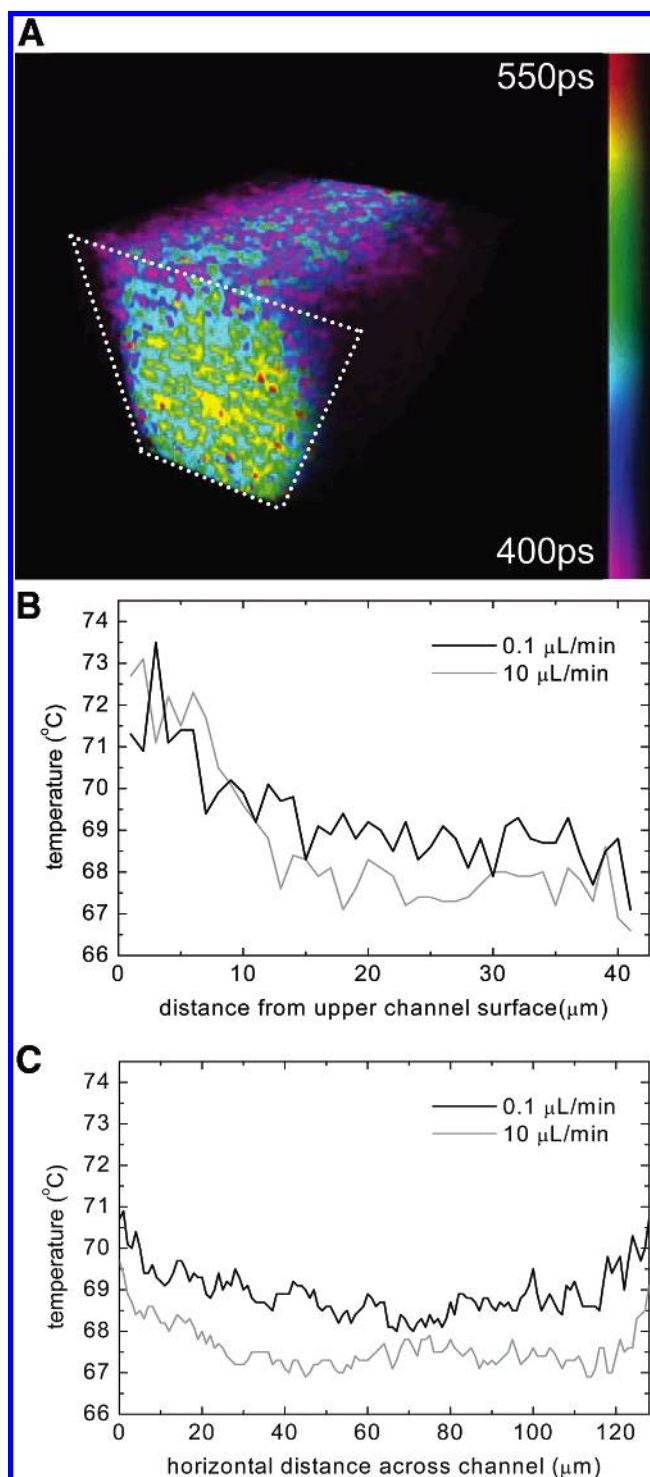 A
550ps
400ps
B
74
73
72
71
70
69
68
67
66
temperature (°C)
0.1 μL/min
10 μL/min
0 10 20 30 40
distance from upper channel surface(μm)
C
74
73
72
71
70
69
68
67
66
temperature (°C)
0.1 μL/min
10 μL/min
0 20 40 60 80 100 120
horizontal distance across channel (μm)